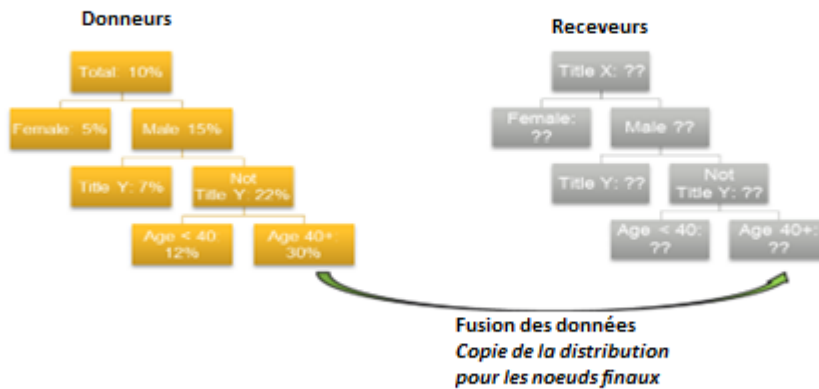 Donneurs
Receveurs
Total: 10%
Female: 5%
Male 15%
Title Y: 7%
Not
Title Y: 22%
Age < 40:
12%
Age 40+:
30%
Title X: ??
Female:
??
Male ??
Title Y: ??
Not
Title Y: ??
Age < 40:
??
Age 40+:
??
Fusion des données
Copie de la distribution
pour les noeuds finaux